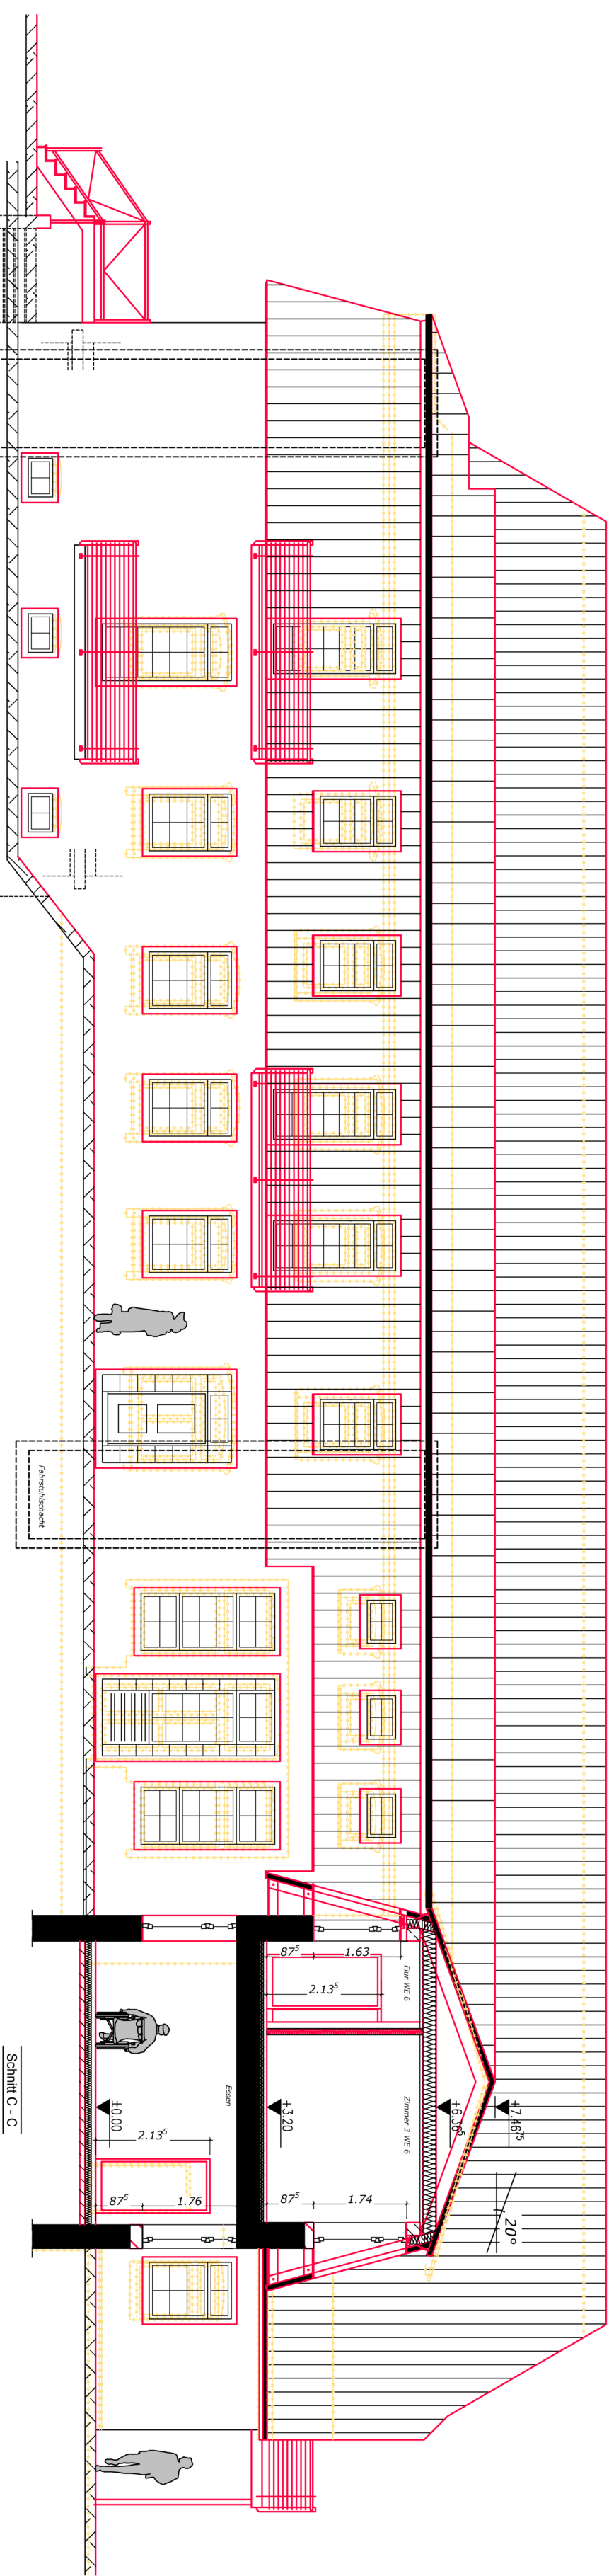 Fahrstuhlschacht
+7.46⁷⁵
20°
+6.36⁵
Flur WE 6
Zimmer 3 WE 6
87⁵
1.63
2.13⁵
87⁵
1.74
+3.20
Essen
±0.00
2.13⁵
87⁵
1.76
Schnitt C - C